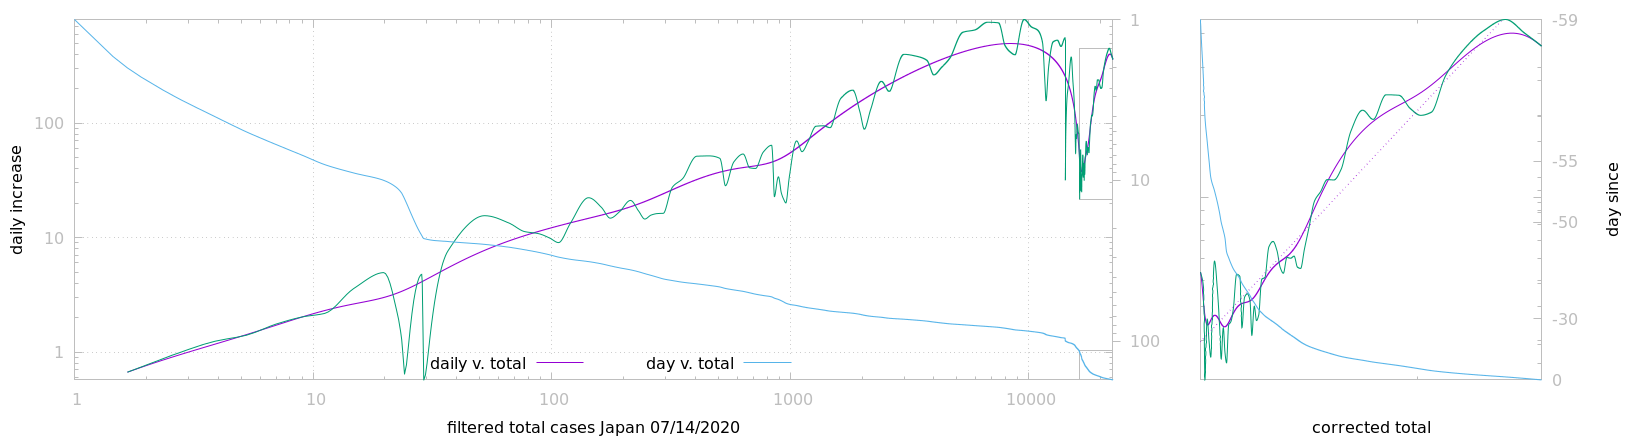 1
-59
100
-55
daily increase
10
day since
-50
10
-30
1
daily v. total
day v. total
100
0
1
10
100
1000
10000
filtered total cases Japan 07/14/2020
corrected total